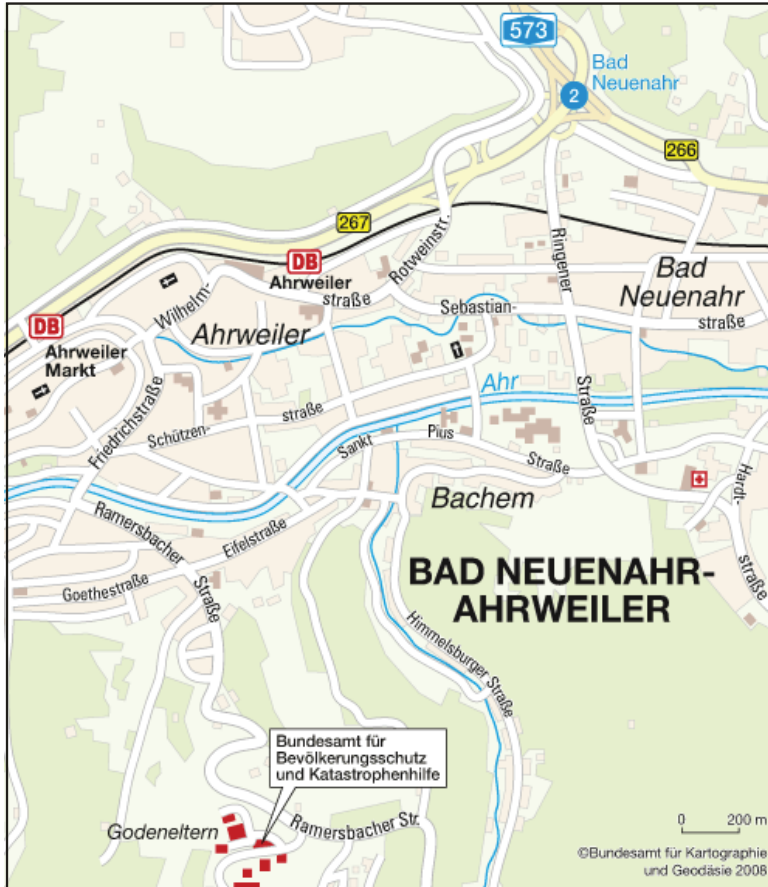 573
Bad
Neuenahr
2
266
267
Rotweinstr.
Ringener
DB
Ahrweiler
Wilhelm-
straße
Bad
Neuenahr
Sebastian-
straße
DB
Ahrweiler
Markt
Ahrweiler
Ahr
Straße
Friedrichstraße
Schützen-
straße
Sankt
Pius
Straße
Hardt-
straße
Bachem
Ramersbacher
Straße
Eifelstraße
Goethestraße
BAD NEUENAHR-
AHRWEILER
Himmelsburger Straße
Bundesamt für
Bevölkerungsschutz
und Katastrophenhilfe
Godeneltern
Ramersbacher Str.
0 200 m
©Bundesamt für Kartographie
und Geodäsie 2008